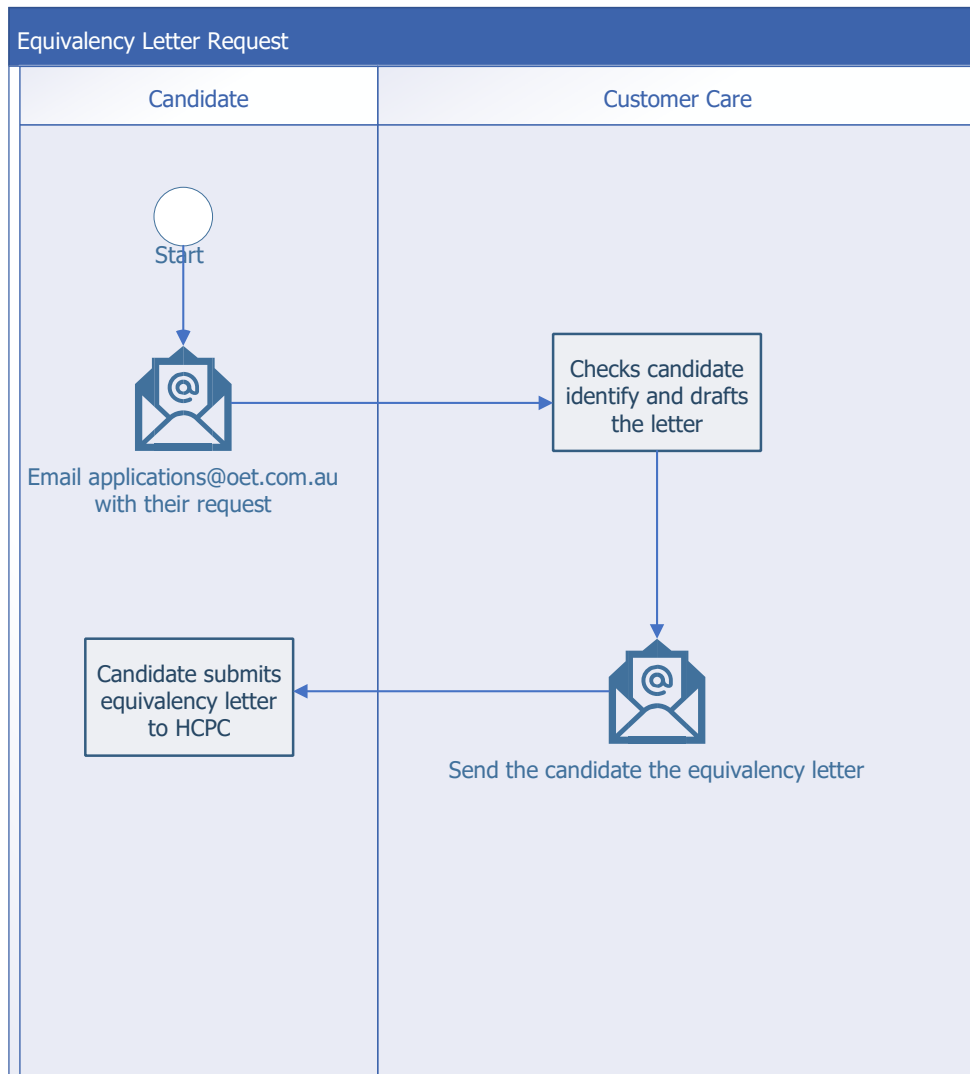 Equivalency Letter Request
Candidate
Customer Care
Start
Email applications@oet.com.au
with their request
Checks candidate
identify and drafts
the letter
Candidate submits
equivalency letter
to HCPC
Send the candidate the equivalency letter